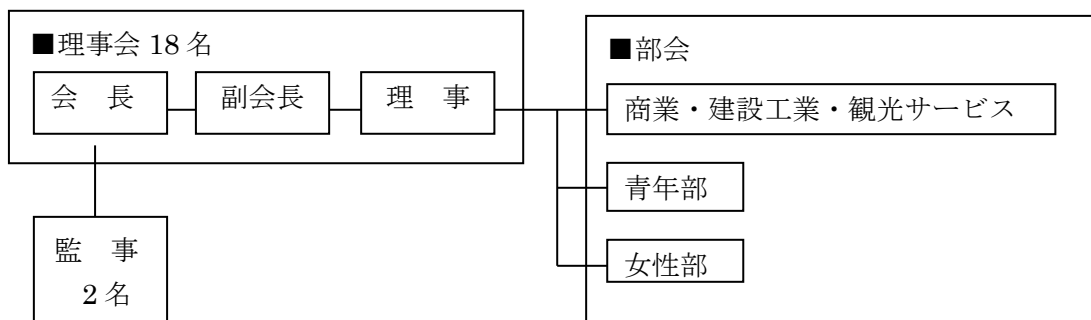 ■理事会 18 名
会　長
副会長
理　事
監　事
2 名
■部会
商業・建設工業・観光サービス
青年部
女性部